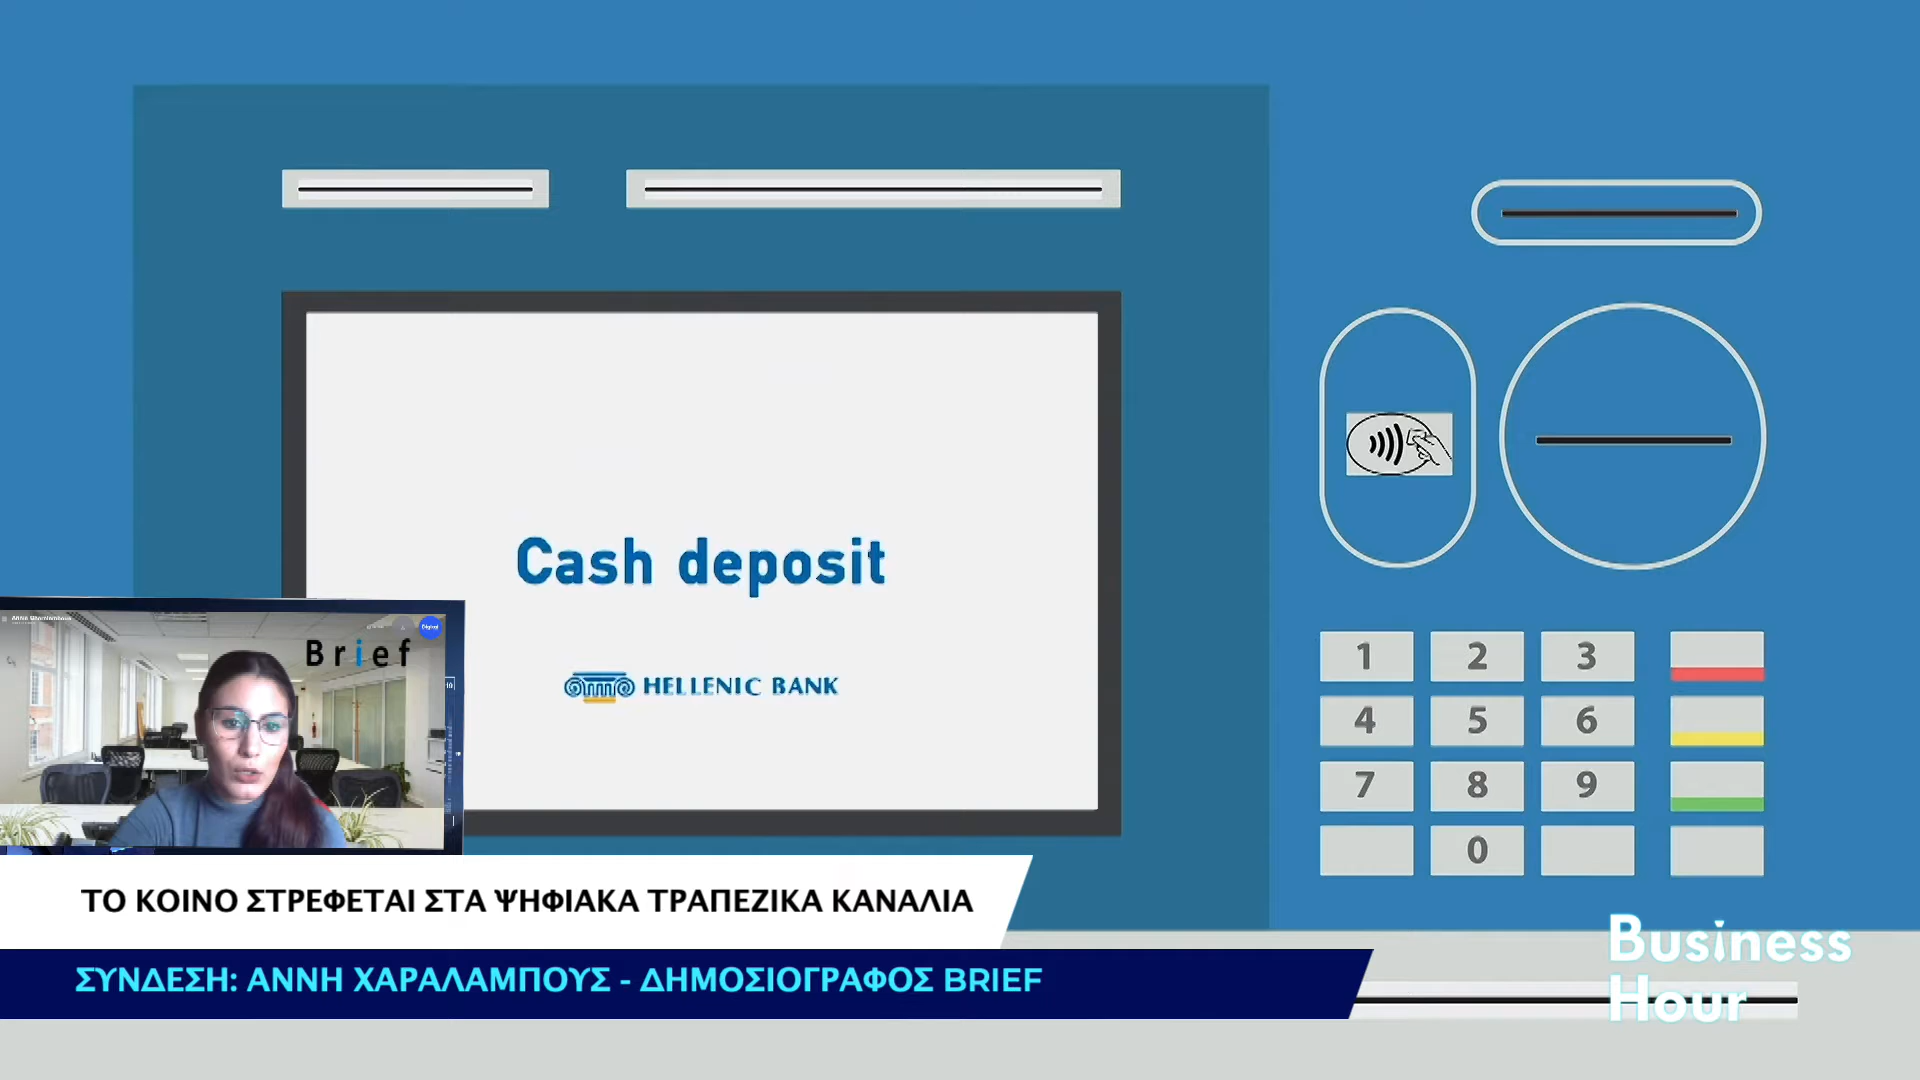 Cash deposit
HELLENIC BANK
1 2 3
4 5 6
7 8 9
0
Brief
ΤΟ ΚΟΙΝΟ ΣΤΡΕΦΕΤΑΙ ΣΤΑ ΨΗΦΙΑΚΑ ΤΡΑΠΕΖΙΚΑ ΚΑΝΑΛΙΑ
ΣΥΝΔΕΣΗ: ΑΝΝΗ ΧΑΡΑΛΑΜΠΟΥΣ - ΔΗΜΟΣΙΟΓΡΑΦΟΣ BRIEF
Business
Hour